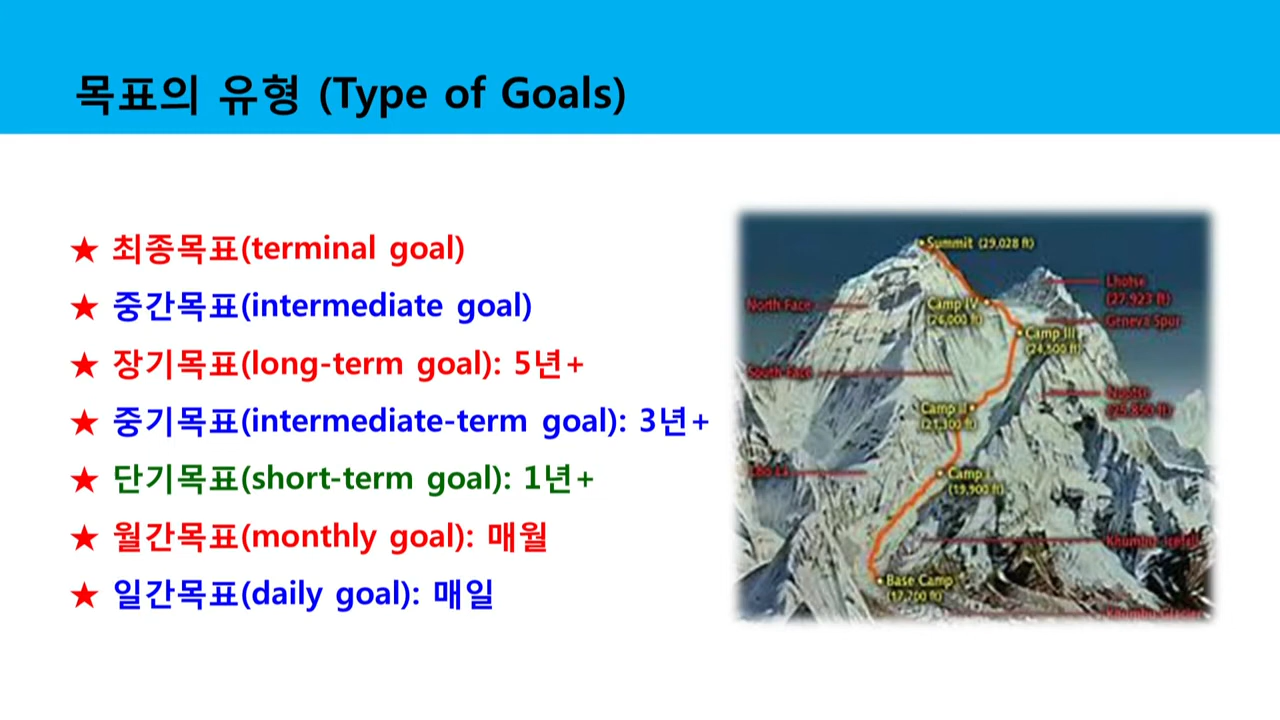 목표의 유형 (Type of Goals)
★ 최종목표(terminal goal)
★ 중간목표(intermediate goal)
★ 장기목표(long-term goal): 5년+
★ 중기목표(intermediate-term goal): 3년+
★ 단기목표(short-term goal): 1년+
★ 월간목표(monthly goal): 매월
★ 일간목표(daily goal): 매일
Summit (29,028 ft)
Lhotse
(27,923 ft)
North Face
Camp IV
(26,000 ft)
Geneva Spur
Camp III
(24,500 ft)
South Face
Nuptse
(25,850 ft)
Camp II
(21,300 ft)
Lho La
Camp I
(19,900 ft)
Khumbu Icefall
Base Camp
(17,700 ft)
Khumbu Glacier